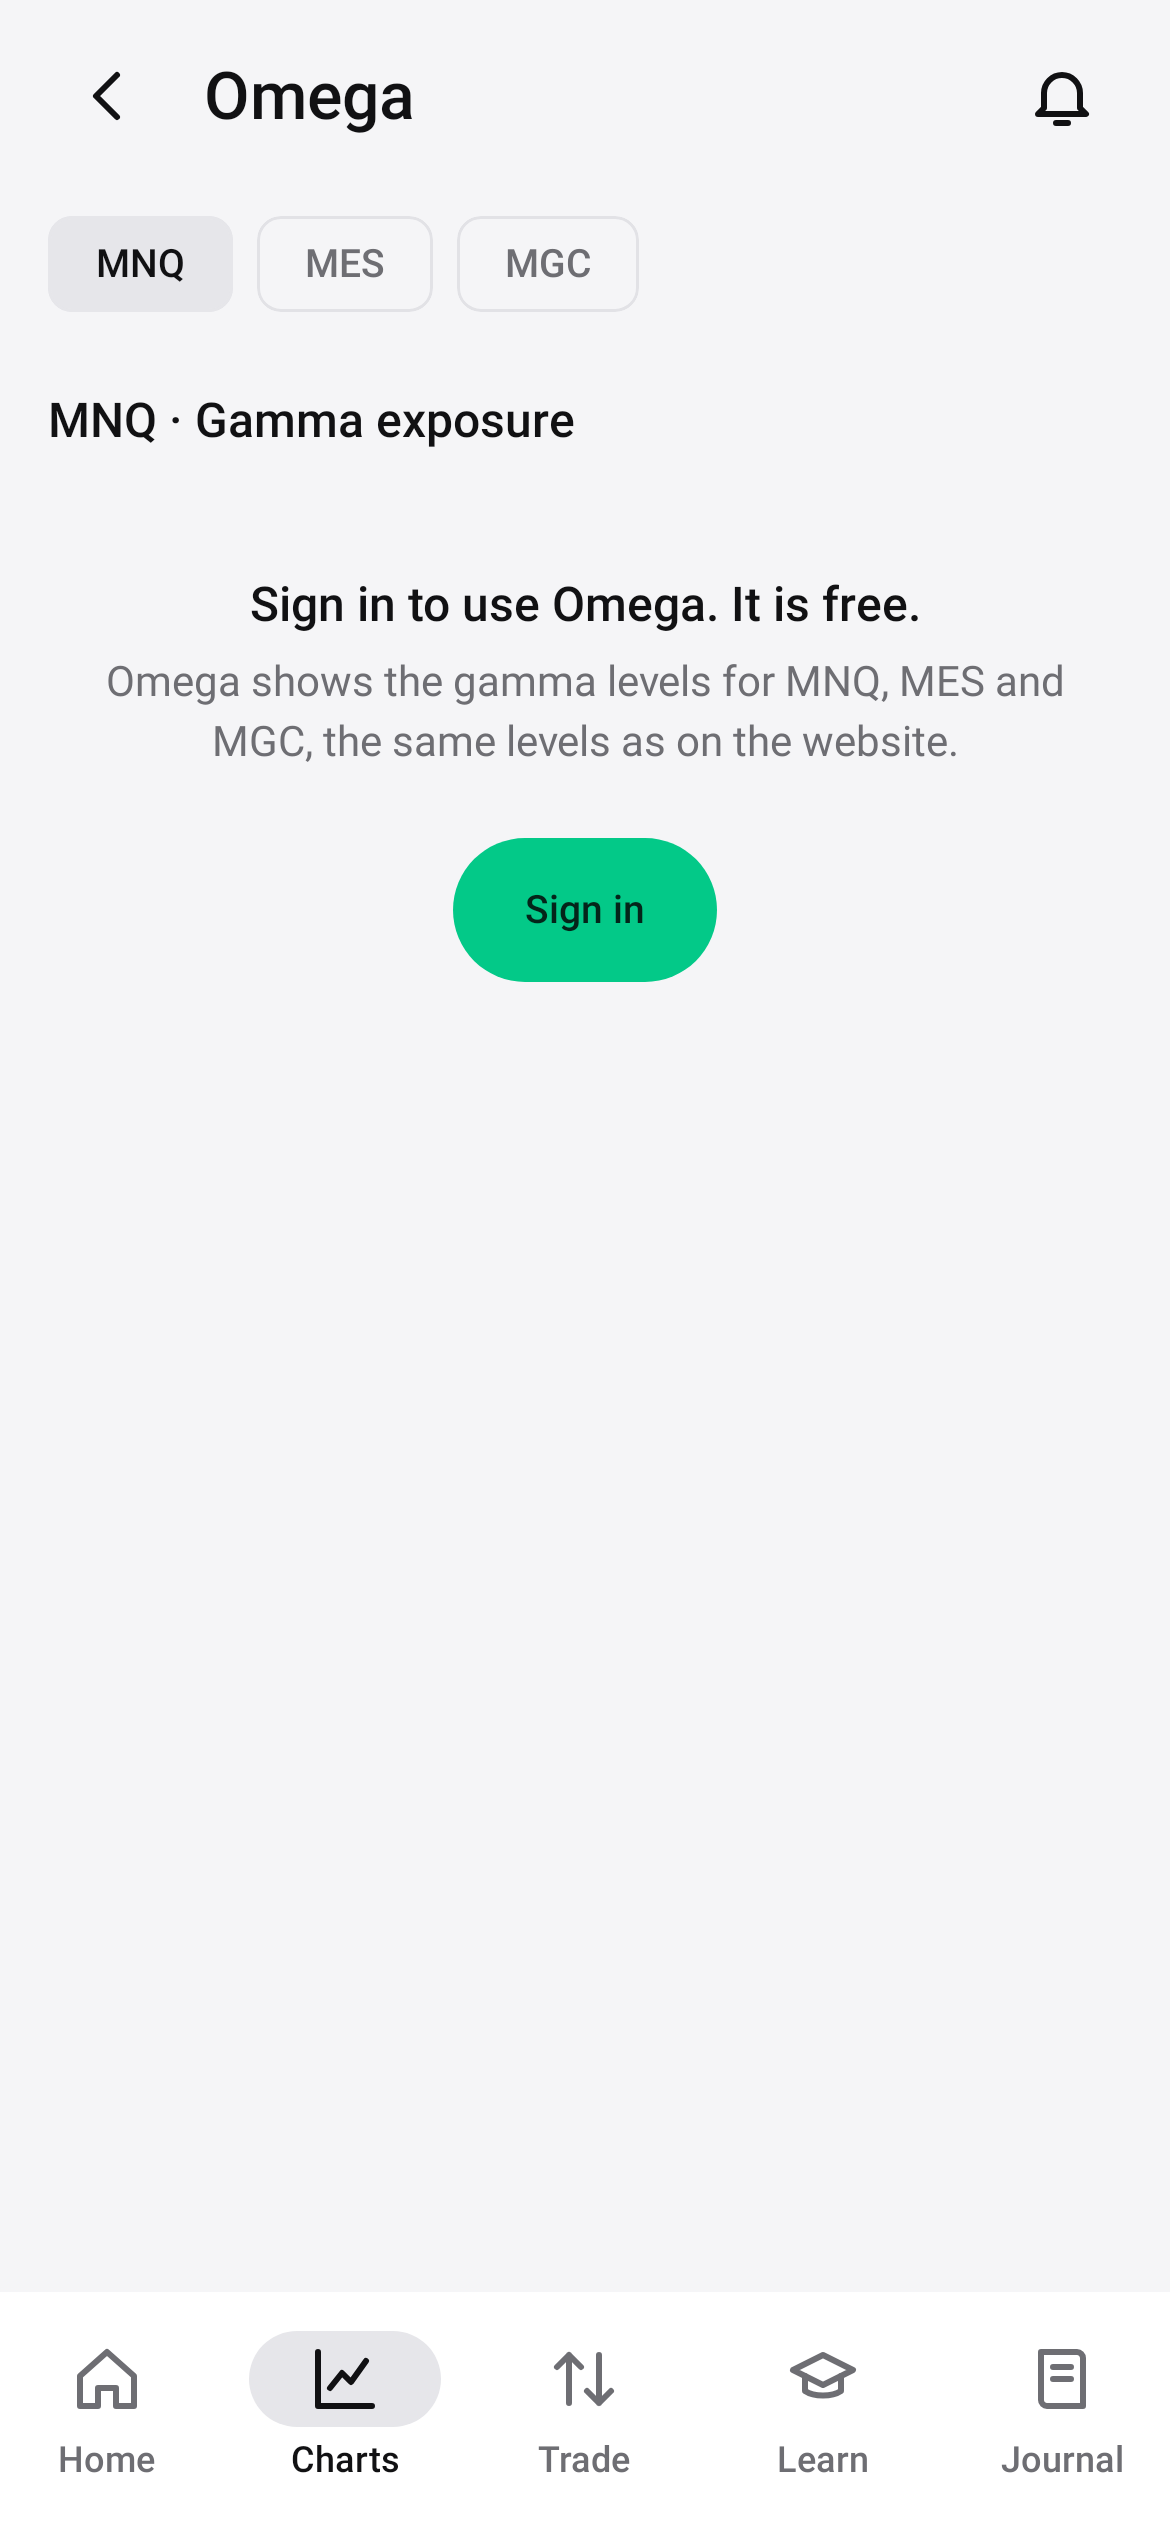 Omega
MNQ
MES
MGC
MNQ · Gamma exposure
Sign in to use Omega. It is free.
Omega shows the gamma levels for MNQ, MES and
MGC, the same levels as on the website.
Sign in
Home
Charts
Trade
Learn
Journal